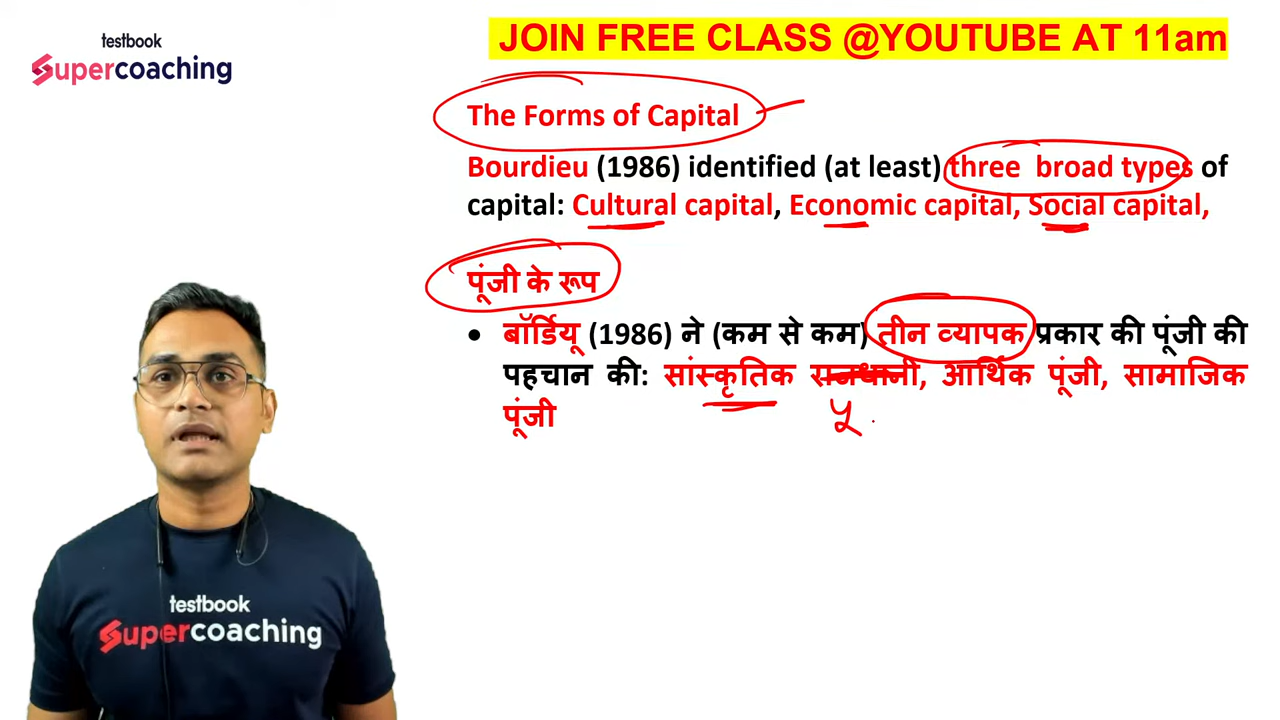 testbook
Supercoaching
JOIN FREE CLASS @YOUTUBE AT 11am
The Forms of Capital
Bourdieu (1986) identified (at least) three broad types of
capital: Cultural capital, Economic capital, Social capital,
पूंजी के रूप
• बॉर्डियू (1986) ने (कम से कम) तीन व्यापक प्रकार की पूंजी की
पहचान की: सांस्कृतिक राजधानी, आर्थिक पूंजी, सामाजिक
पूंजी
पू
testbook
Supercoaching